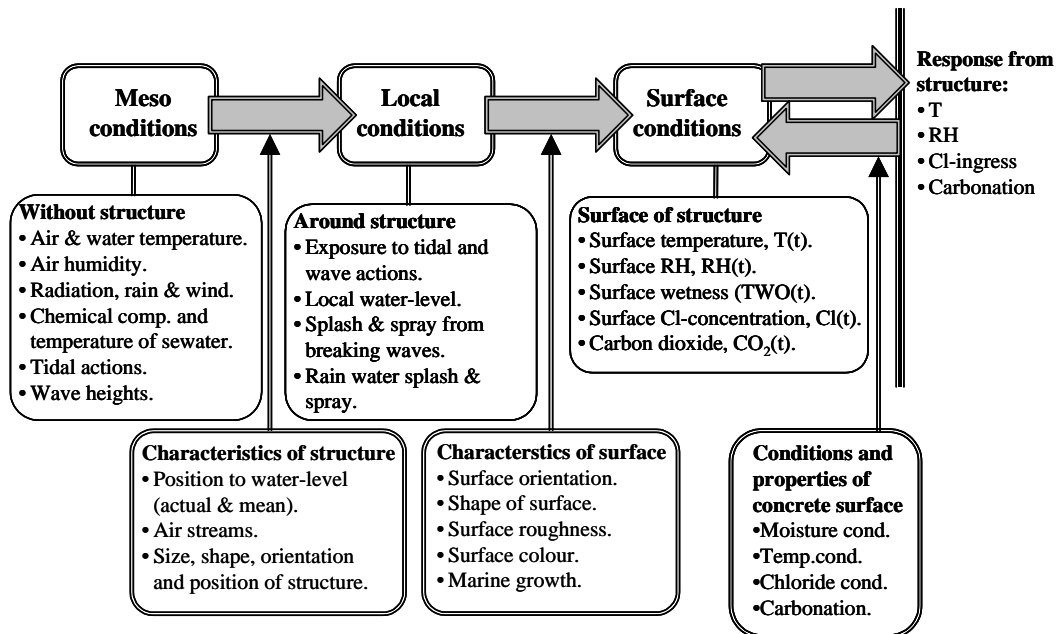 Meso
conditions
Local
conditions
Surface
conditions
Response from
structure:
• T
• RH
• Cl-ingress
• Carbonation
Without structure
• Air & water temperature.
• Air humidity.
• Radiation, rain & wind.
• Chemical comp. and
temperature of sewater.
• Tidal actions.
• Wave heights.
Around structure
• Exposure to tidal and
wave actions.
• Local water-level.
• Splash & spray from
breaking waves.
• Rain water splash &
spray.
Surface of structure
• Surface temperature, T(t).
• Surface RH, RH(t).
• Surface wetness (TWO(t).
• Surface Cl-concentration, Cl(t).
• Carbon dioxide, CO₂(t).
Characteristics of structure
• Position to water-level
(actual & mean).
• Air streams.
• Size, shape, orientation
and position of structure.
Characterstics of surface
• Surface orientation.
• Shape of surface.
• Surface roughness.
• Surface colour.
• Marine growth.
Conditions and
properties of
concrete surface
• Moisture cond.
• Temp.cond.
• Chloride cond.
• Carbonation.